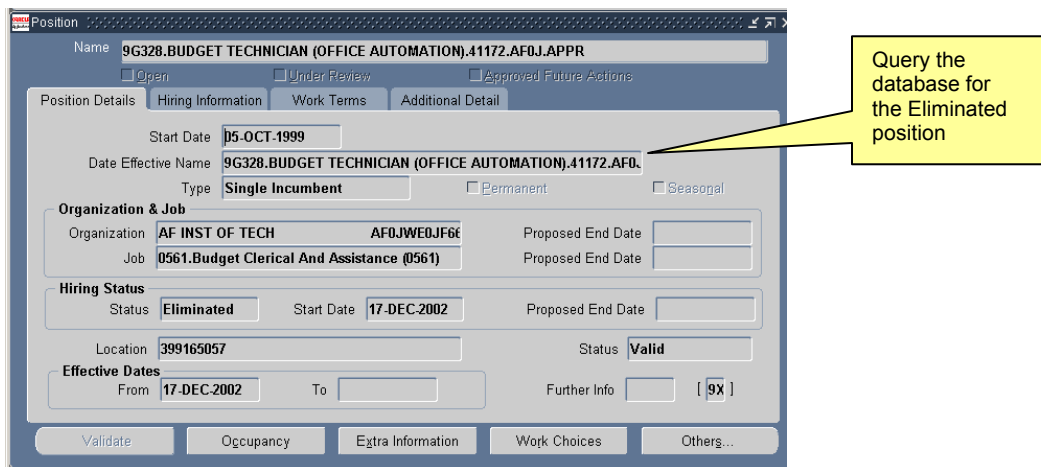 Position
Name 9G328.BUDGET TECHNICIAN (OFFICE AUTOMATION).41172.AF0J.APPR
Open Under Review Approved Future Actions
Position Details Hiring Information Work Terms Additional Detail
Start Date 05-OCT-1999
Date Effective Name 9G328.BUDGET TECHNICIAN (OFFICE AUTOMATION).41172.AF0.
Type Single Incumbent Permanent Seasonal
Organization & Job
Organization AF INST OF TECH AF0JWE0JF66 Proposed End Date
Job 0561.Budget Clerical And Assistance (0561) Proposed End Date
Hiring Status
Status Eliminated Start Date 17-DEC-2002 Proposed End Date
Location 399165057 Status Valid
Effective Dates
From 17-DEC-2002 To Further Info [ 9X ]
Validate Occupancy Extra Information Work Choices Others...
Query the
database for
the Eliminated
position